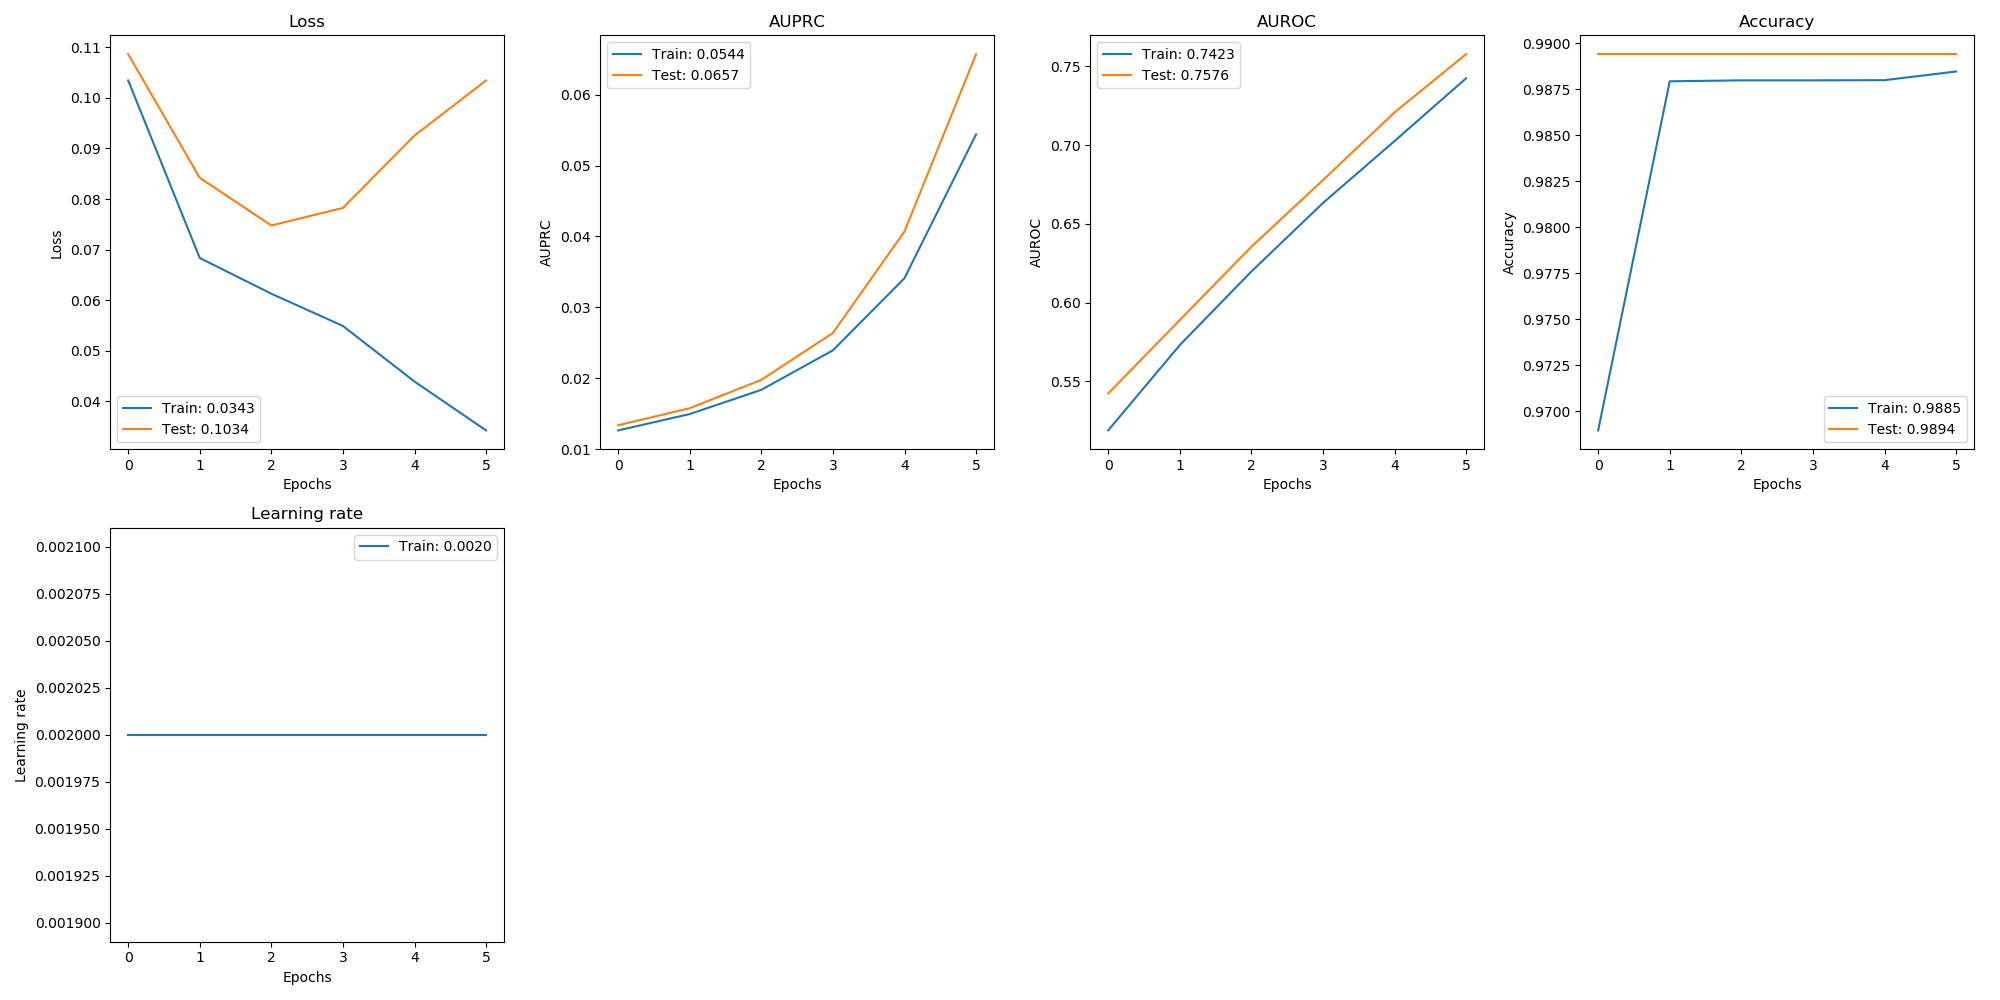 Loss
0.11
0.10
0.09
0.08
0.07
0.06
0.05
0.04
Loss
Train: 0.0343
Test: 0.1034
0 1 2 3 4 5
Epochs
AUPRC
Train: 0.0544
Test: 0.0657
0.06
0.05
0.04
0.03
0.02
0.01
AUPRC
0 1 2 3 4 5
Epochs
AUROC
Train: 0.7423
Test: 0.7576
0.75
0.70
0.65
0.60
0.55
AUROC
0 1 2 3 4 5
Epochs
Accuracy
0.9900
0.9875
0.9850
0.9825
0.9800
0.9775
0.9750
0.9725
0.9700
Accuracy
Train: 0.9885
Test: 0.9894
0 1 2 3 4 5
Epochs
Learning rate
Train: 0.0020
0.002100
0.002075
0.002050
0.002025
0.002000
0.001975
0.001950
0.001925
0.001900
Learning rate
0 1 2 3 4 5
Epochs